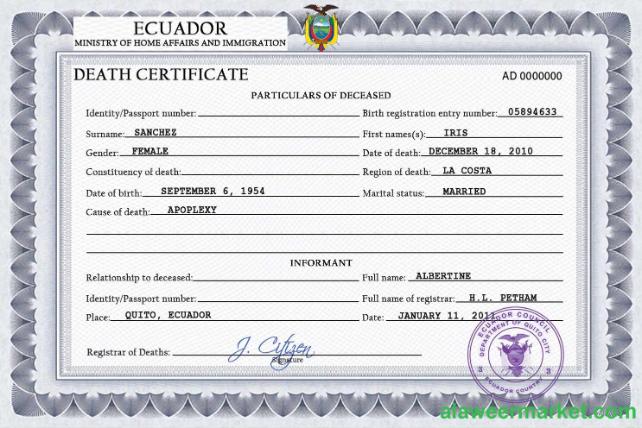 ECUADOR
MINISTRY OF HOME AFFAIRS AND IMMIGRATION
DEATH CERTIFICATE AD 0000000
PARTICULARS OF DECEASED
Identity/Passport number: Birth registration entry number: 05894633
Surname: SANCHEZ First names(s): IRIS
Gender: FEMALE Date of death: DECEMBER 18, 2010
Constituency of death: Region of death: LA COSTA
Date of birth: SEPTEMBER 6, 1954 Marital status: MARRIED
Cause of death: APOPLEXY
INFORMANT
Relationship to deceased: Full name: ALBERTINE
Identity/Passport number: Full name of registrar: H.L. PETHAM
Place: QUITO, ECUADOR Date: JANUARY 11,
ECUADOR COUNCIL
DEPARTMENT OF QUITO CITY
3 3
ECUADOR COUNTRY
Registrar of Deaths: J. Citizen
Signature
alaweermarket.com